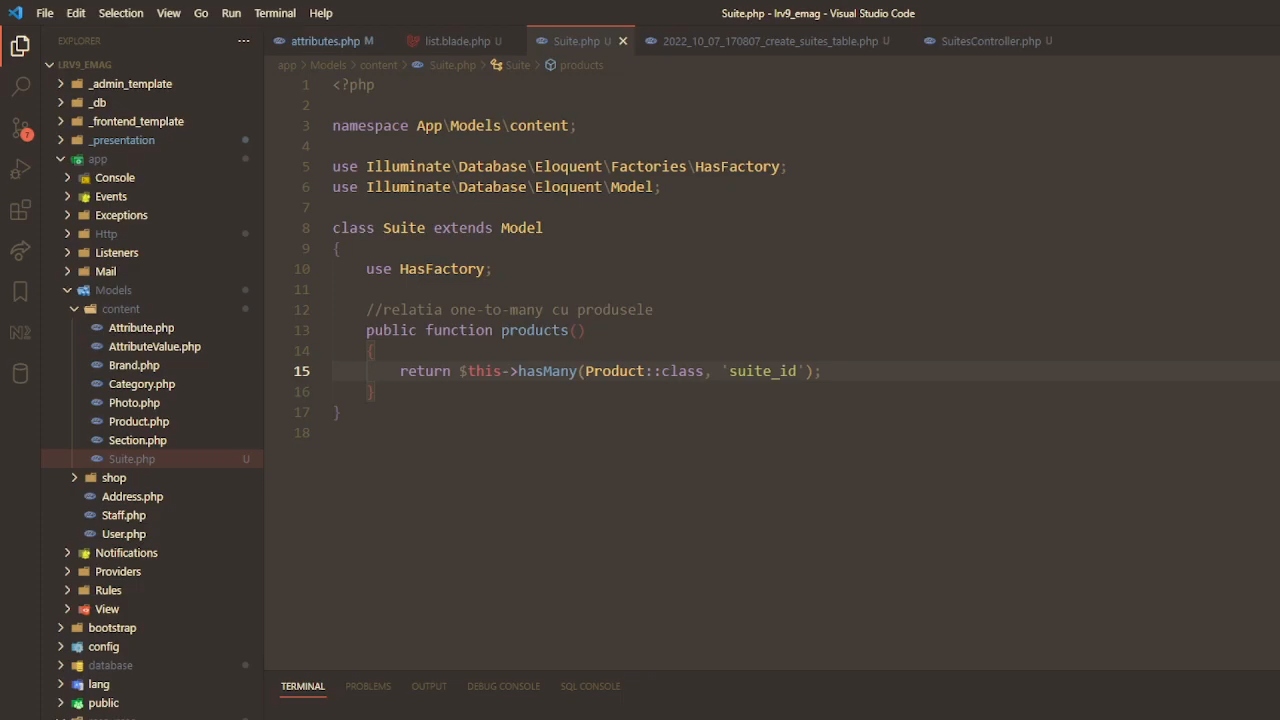 File Edit Selection View Go Run Terminal Help
Suite.php - lrv9_emag - Visual Studio Code
EXPLORER ···
attributes.php M
list.blade.php U
Suite.php U
2022_10_07_170807_create_suites_table.php U
SuitesController.php U
LRV9_EMAG
app > Models > content > Suite.php > Suite > products
_admin_template
_db
_frontend_template
_presentation
app
Console
Events
Exceptions
Http
Listeners
Mail
Models
content
Attribute.php
AttributeValue.php
Brand.php
Category.php
Photo.php
Product.php
Section.php
Suite.php U
shop
Address.php
Staff.php
User.php
Notifications
Providers
Rules
View
bootstrap
config
database
lang
public
7
1 <?php
2
3 namespace App\Models\content;
4
5 use Illuminate\Database\Eloquent\Factories\HasFactory;
6 use Illuminate\Database\Eloquent\Model;
7
8 class Suite extends Model
9 {
10 use HasFactory;
11
12 //relatia one-to-many cu produsele
13 public function products()
14 {
15 return $this->hasMany(Product::class, 'suite_id');
16 }
17 }
18
TERMINAL PROBLEMS OUTPUT DEBUG CONSOLE SQL CONSOLE